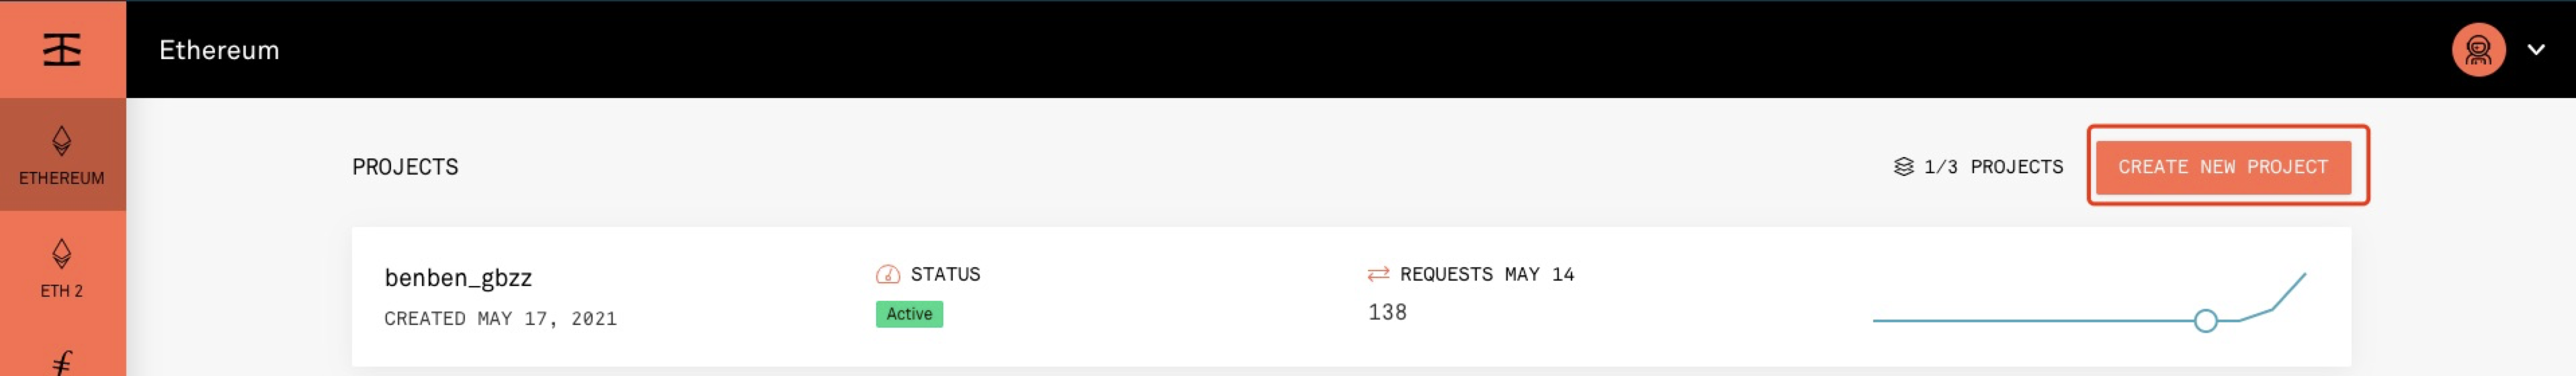 Ethereum
ETHEREUM
ETH 2
PROJECTS
1/3 PROJECTS
CREATE NEW PROJECT
benben_gbzz
CREATED MAY 17, 2021
STATUS
Active
REQUESTS MAY 14
138